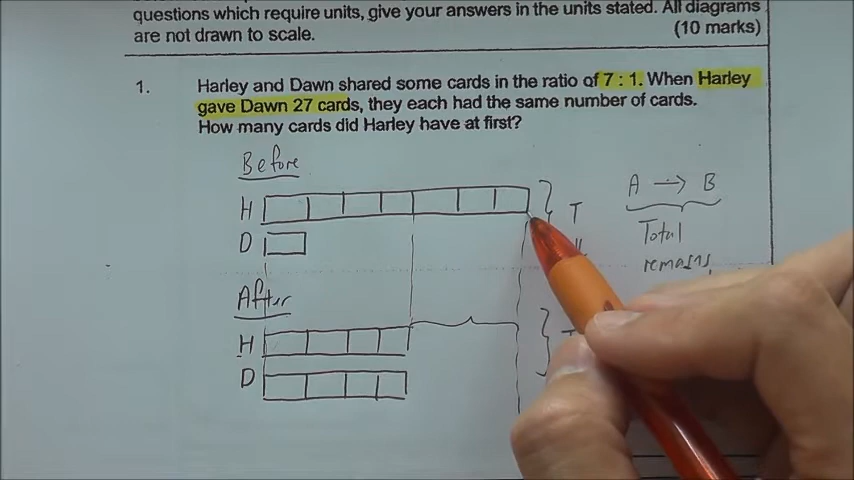 questions which require units, give your answers in the units stated. All diagrams
are not drawn to scale. (10 marks)
1. Harley and Dawn shared some cards in the ratio of 7 : 1. When Harley
gave Dawn 27 cards, they each had the same number of cards.
How many cards did Harley have at first?
Before
A → B
H T
Total
D
remains
After
H
D